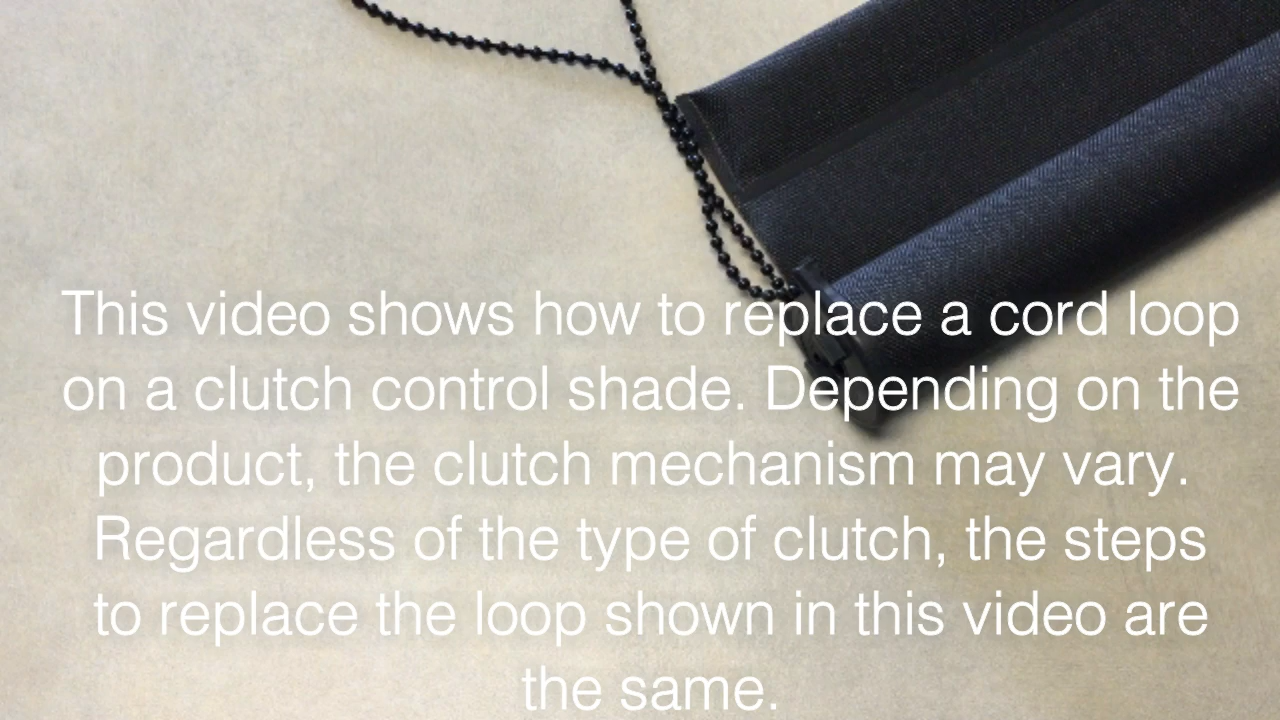 This video shows how to replace a cord loop
on a clutch control shade. Depending on the
product, the clutch mechanism may vary.
Regardless of the type of clutch, the steps
to replace the loop shown in this video are
the same.